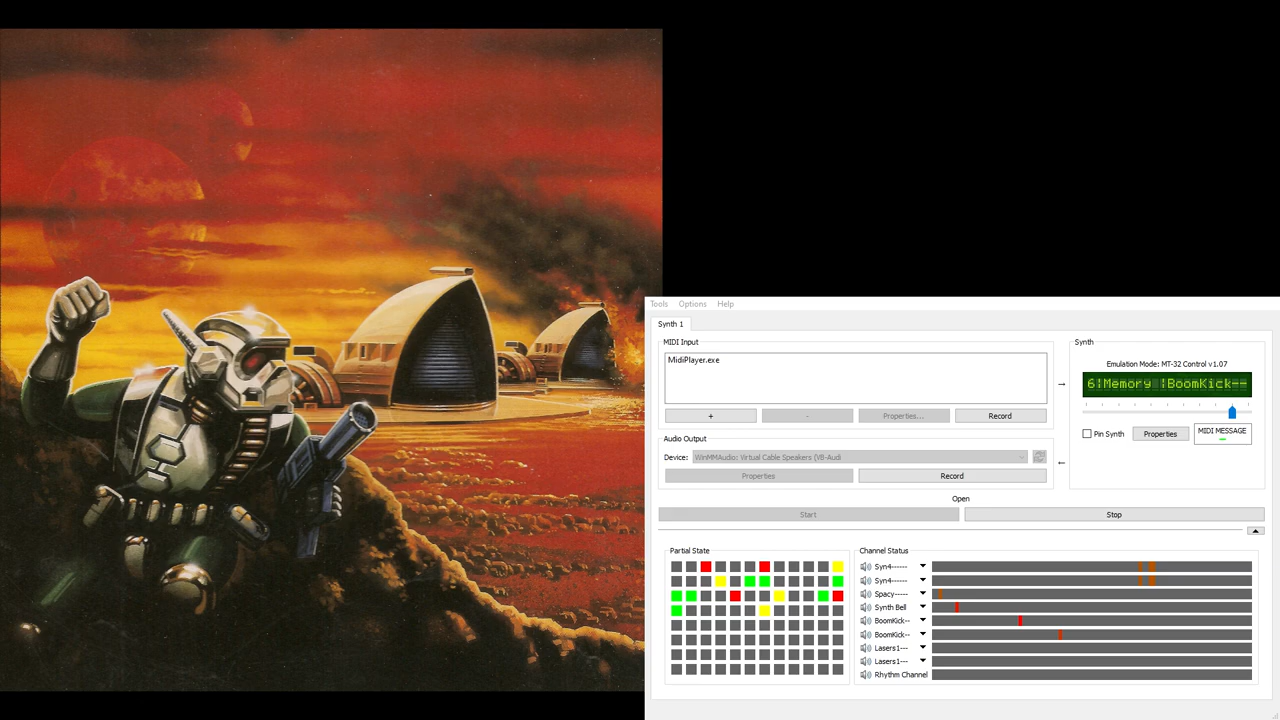 Tools Options Help
Synth 1
MIDI Input
MidiPlayer.exe
+ - Properties... Record
Audio Output
Device: WinMMAudio: Virtual Cable Speakers (VB-Audi
Properties Record
→
←
Synth
Emulation Mode: MT-32 Control v1.07
6|Memory |BoomKick--
Pin Synth Properties MIDI MESSAGE
Open
Start Stop
Partial State
Channel Status
Syn4------
Syn4------
Spacy-----
Synth Bell
BoomKick--
BoomKick--
Lasers1---
Lasers1---
Rhythm Channel